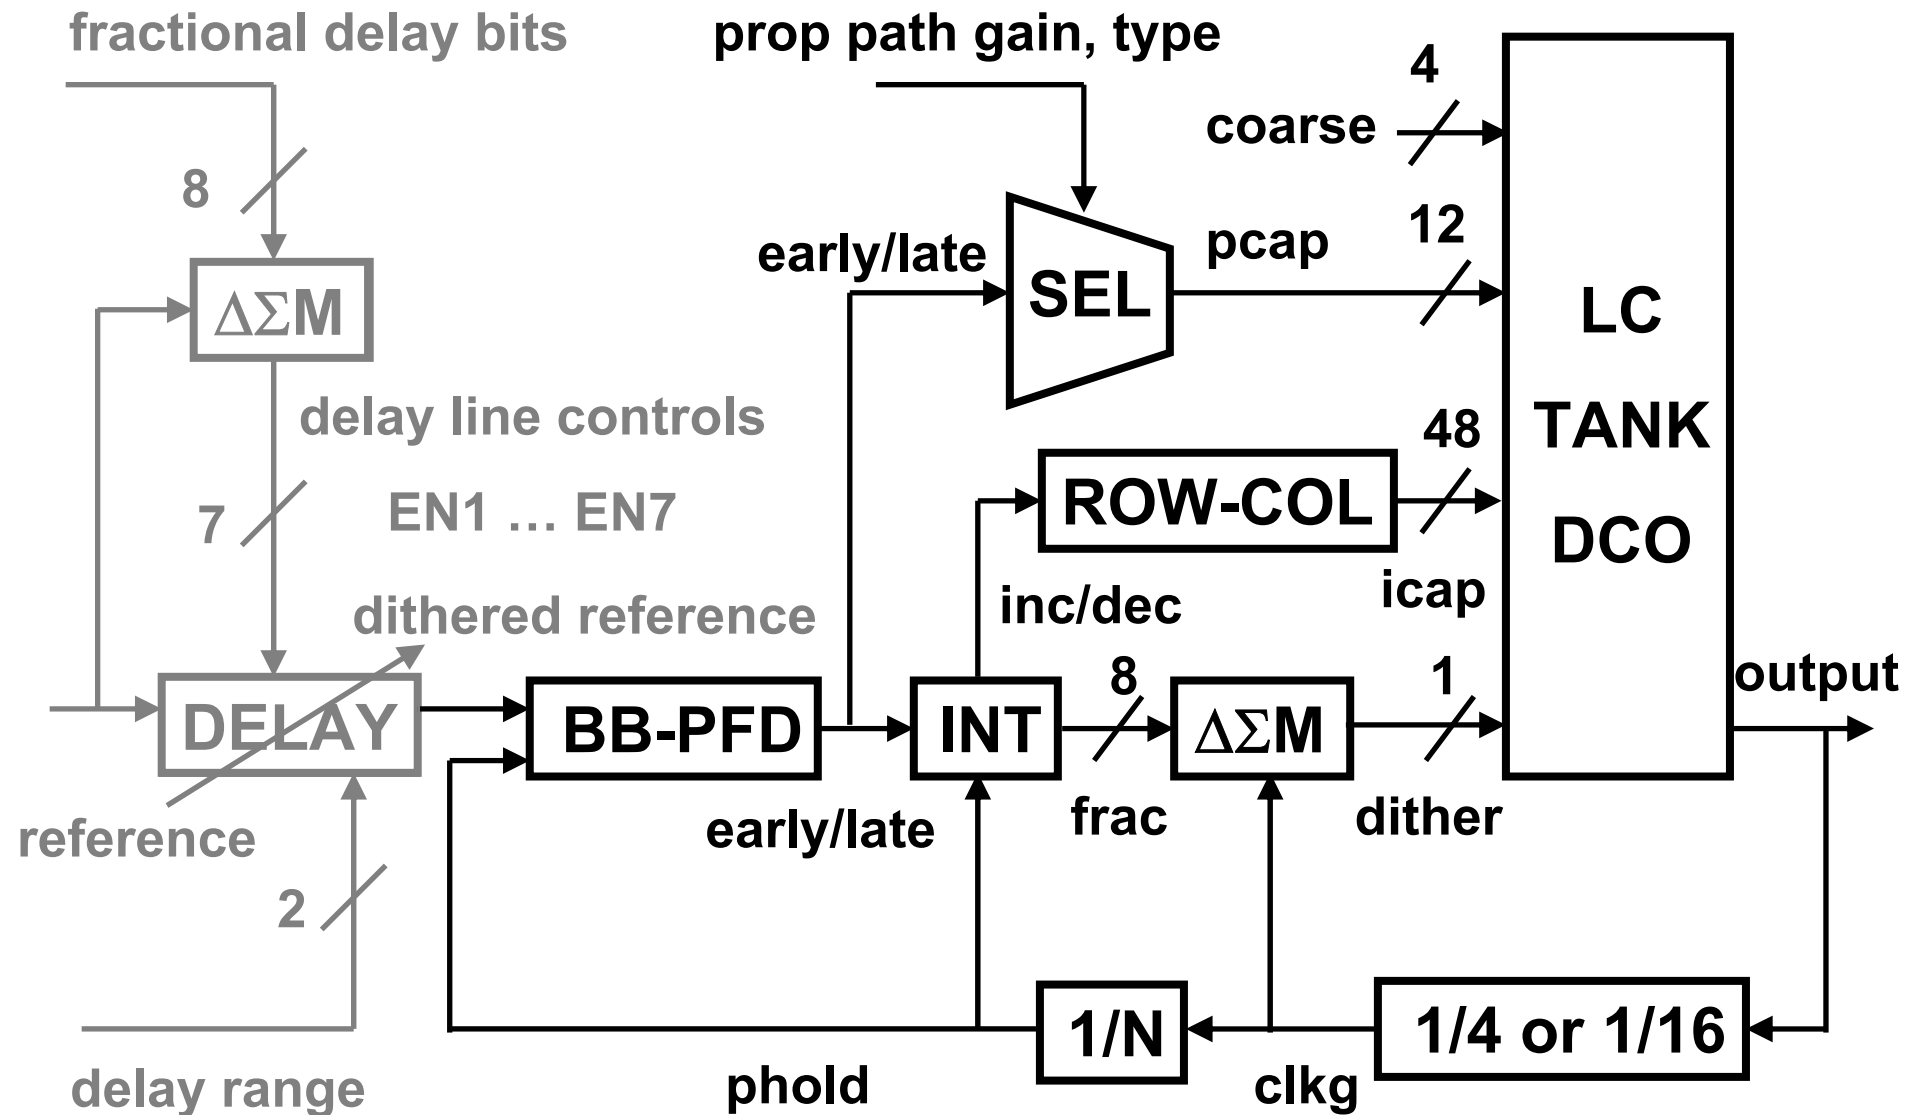 fractional delay bits
prop path gain, type
4
coarse
8
12
early/late
pcap
SEL
ΔΣM
LC
TANK
DCO
delay line controls
48
7
EN1 … EN7
ROW-COL
inc/dec
icap
dithered reference
8
1
output
DELAY
BB-PFD
INT
ΔΣM
reference
early/late
frac
dither
2
1/N
1/4 or 1/16
delay range
phold
clkg